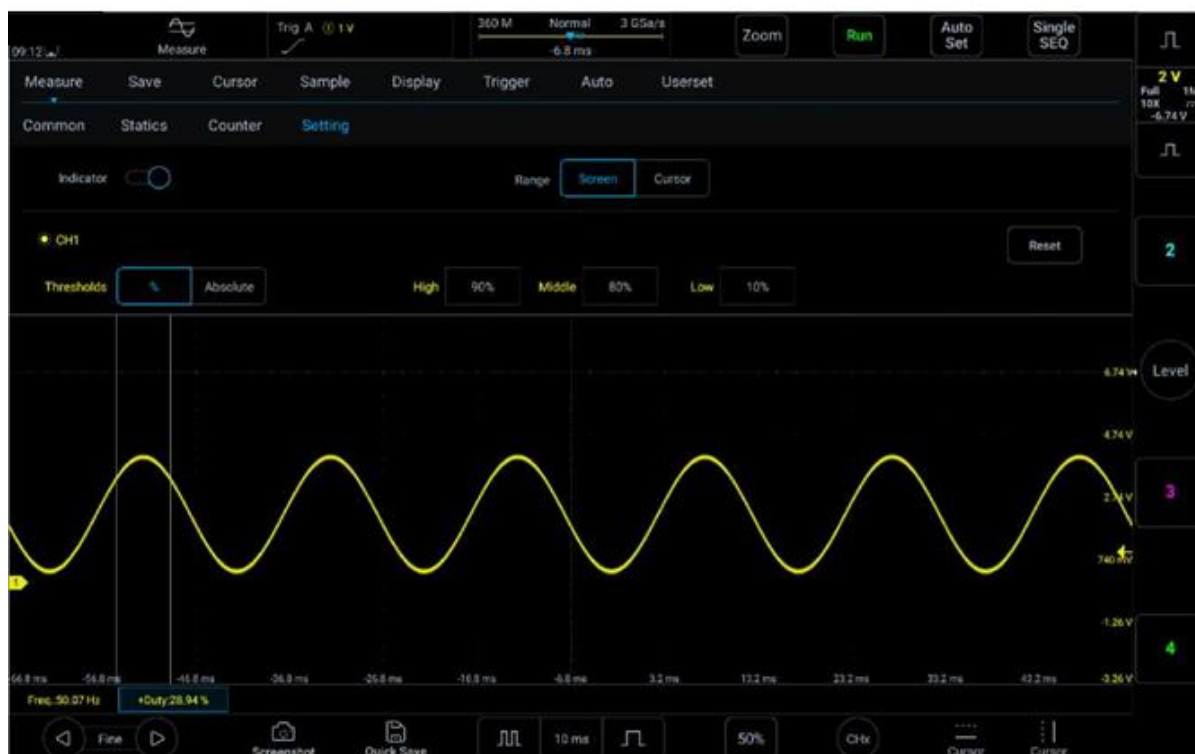 Trig A ① 1 V
360 M Normal 3 GSa/s
Zoom
Run
Auto Set
Single SEQ
09:12
Measure
-6.8 ms
Measure Save Cursor Sample Display Trigger Auto Userset
2 V
Full 1M
10X
-6.74 V
Common Statics Counter Setting
Indicator
Range Screen Cursor
CH1
Reset
2
Thresholds % Absolute High 90% Middle 80% Low 10%
6.74 V
Level
4.74 V
2.74 V
3
740 mV
1
-1.26 V
4
-66.8 ms -56.8 ms -46.8 ms -36.8 ms -26.8 ms -16.8 ms -6.8 ms 3.2 ms 13.2 ms 23.2 ms 33.2 ms 43.2 ms -3.26 V
Freq.:50.07 Hz +Duty:28.94 %
Fine
Screenshot
Quick Save
10 ms
50%
CHx
Cursor
Cursor